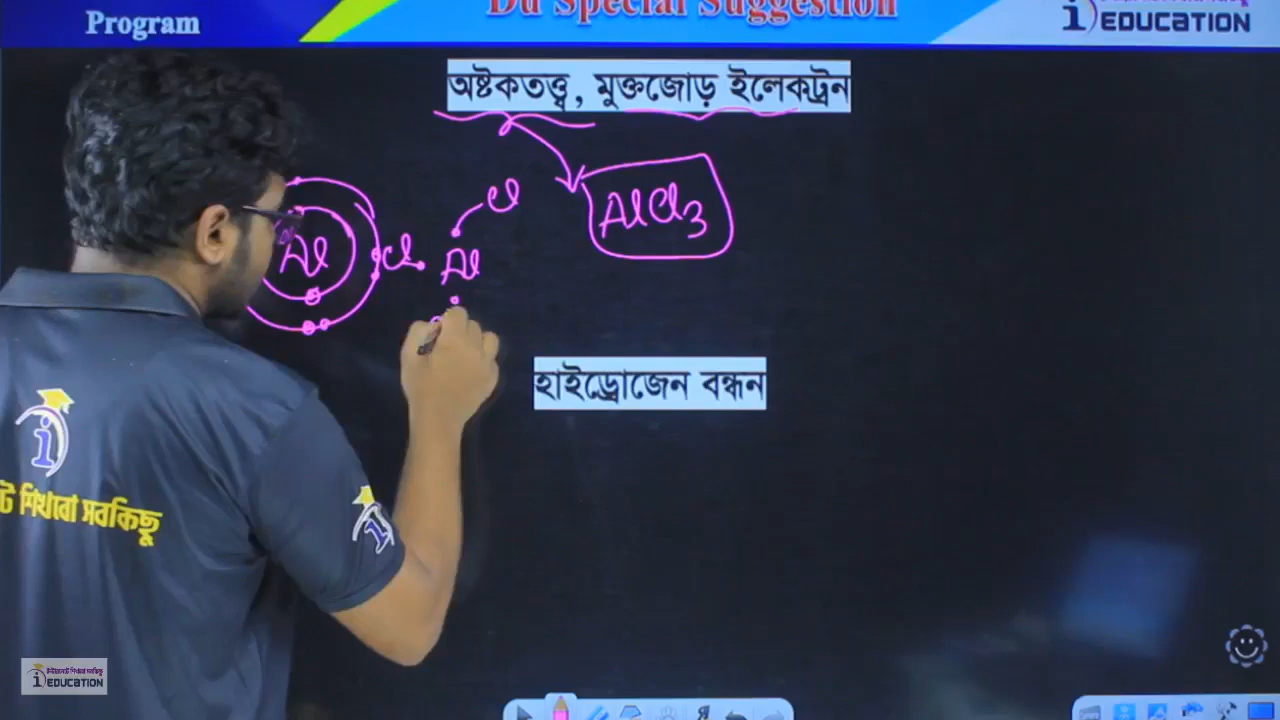 Program
Du Special Suggestion
EDUCATION
অষ্টকতত্ত্ব, মুক্তজোড় ইলেকট্রন
Cl
AlCl3
Al
Cl
Al
হাইড্রোজেন বন্ধন
শিখবো সবকিছু
EDUCATION